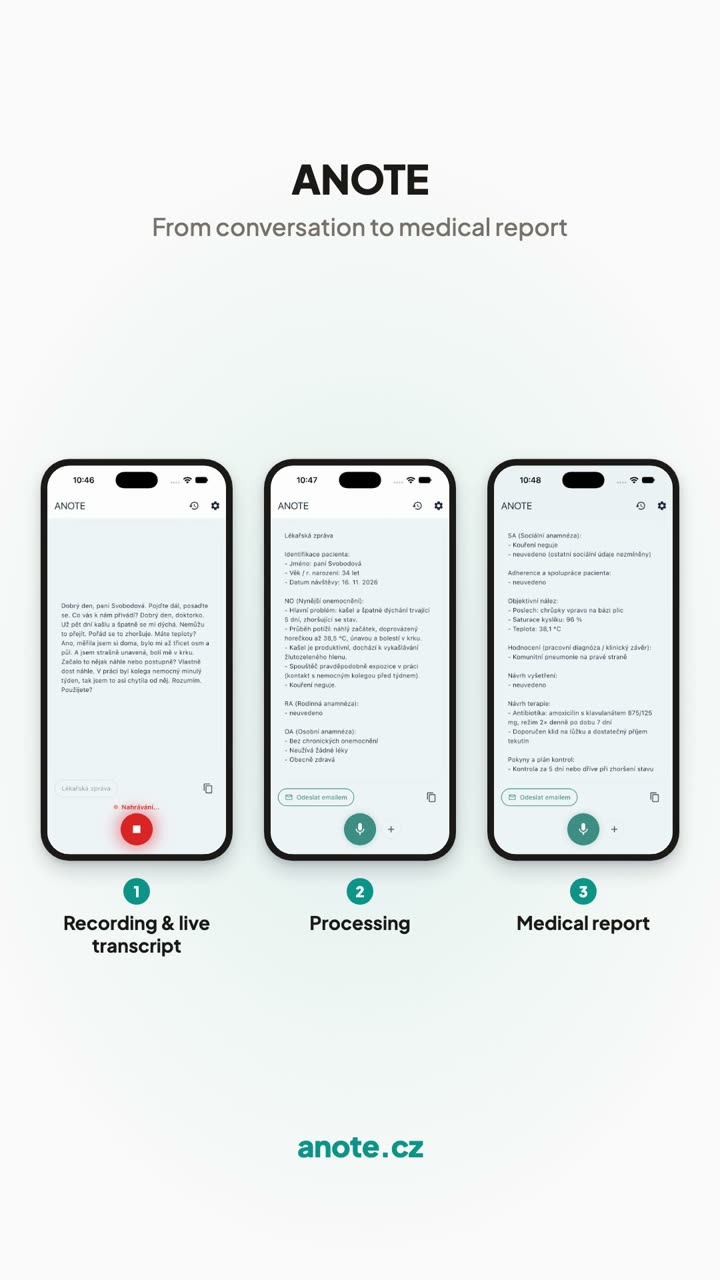 ANOTE
From conversation to medical report
10:46
ANOTE
Dobrý den, paní Svobodová. Pojďte dál, posaďte
se. Co vás k nám přivádí? Dobrý den, doktorko.
Už pět dní kašlu a špatně se mi dýchá. Nemůžu
to přejít. Pořád se to zhoršuje. Máte teploty?
Ano, měřila jsem si doma, bylo mi až třicet osm a
půl. A jsem strašně unavená, bolí mě v krku.
Začalo to nějak náhle nebo postupně? Vlastně
dost náhle. V práci byl kolega nemocný minulý
týden, tak jsem to asi chytila od něj. Rozumím.
Použijete?
Lékařská zpráva
Nahrávání...
1
Recording & live
transcript
10:47
ANOTE
Lékařská zpráva
Identifikace pacienta:
- Jméno: paní Svobodová
- Věk / r. narození: 34 let
- Datum návštěvy: 16. 11. 2026
NO (Nynější onemocnění):
- Hlavní problém: kašel a špatné dýchání trvající
5 dní, zhoršující se stav.
- Průběh potíží: náhlý začátek, doprovázený
horečkou až 38,5 °C, únavou a bolestí v krku.
- Kašel je produktivní, dochází k vykašlávání
žlutozeleného hlenu.
- Spouštěč pravděpodobně expozice v práci
(kontakt s nemocným kolegou před týdnem).
- Kouření neguje.
RA (Rodinná anamnéza):
- neuvedeno
OA (Osobní anamnéza):
- Bez chronických onemocnění
- Neužívá žádné léky
- Obecně zdravá
Odeslat emailem
2
Processing
10:48
ANOTE
SA (Sociální anamnéza):
- Kouření neguje
- neuvedeno (ostatní sociální údaje nezmíněny)
Adherence a spolupráce pacienta:
- neuvedeno
Objektivní nález:
- Poslech: chrůpky vpravo na bázi plic
- Saturace kyslíku: 96 %
- Teplota: 38,1 °C
Hodnocení (pracovní diagnóza / klinický závěr):
- Komunitní pneumonie na pravé straně
Návrh vyšetření:
- neuvedeno
Návrh terapie:
- Antibiotika: amoxicilin s klavulanátem 875/125
mg, režim 2× denně po dobu 7 dní
- Doporučen klid na lůžku a dostatečný příjem
tekutin
Pokyny a plán kontrol:
- Kontrola za 5 dní nebo dříve při zhoršení stavu
Odeslat emailem
3
Medical report
anote.cz